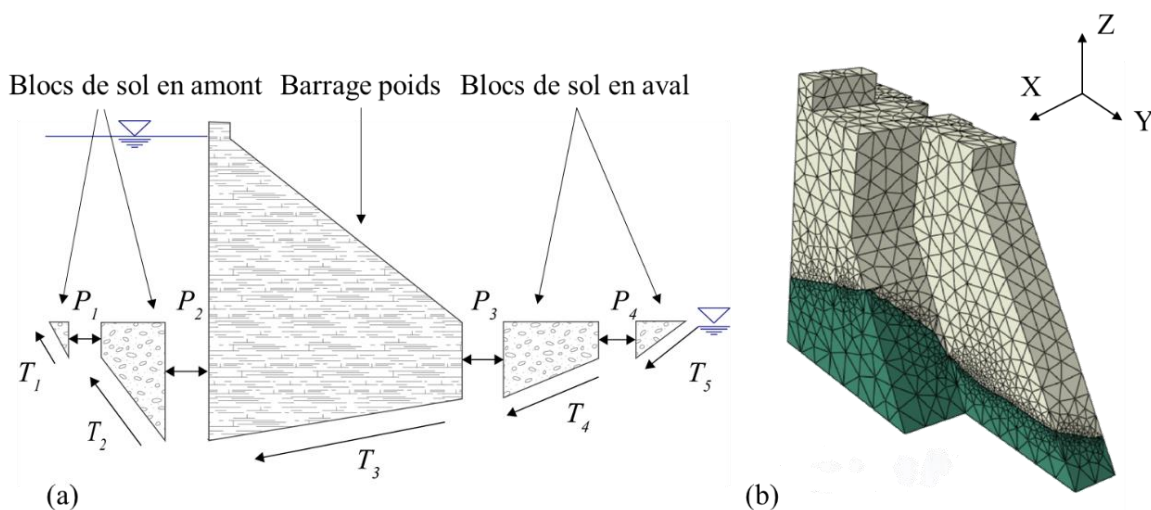 Z
X
Y
Blocs de sol en amont Barrage poids Blocs de sol en aval
P1 P2 P3 P4
T1 T2 T3 T4 T5
(a) (b)